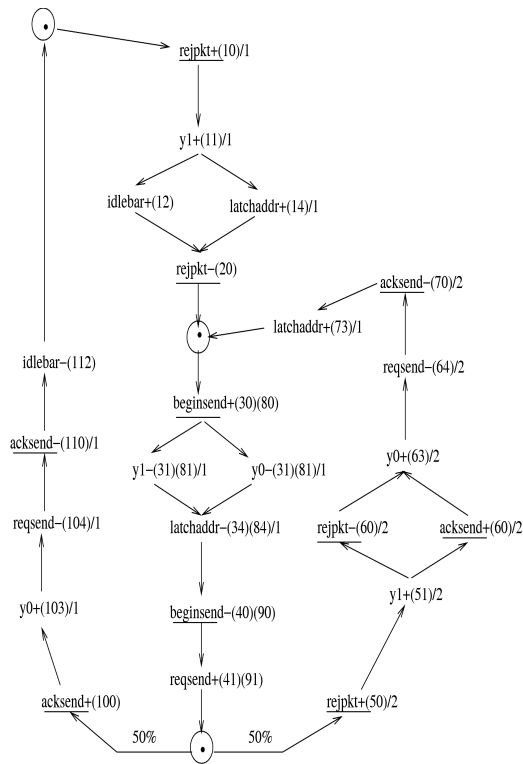 rejpkt+(10)/1
y1+(11)/1
idlebar+(12)
latchaddr+(14)/1
rejpkt−(20)
acksend−(70)/2
latchaddr+(73)/1
idlebar−(112)
reqsend−(64)/2
beginsend+(30)(80)
acksend−(110)/1
y1−(31)(81)/1
y0−(31)(81)/1
y0+(63)/2
reqsend−(104)/1
latchaddr−(34)(84)/1
rejpkt−(60)/2
acksend+(60)/2
y0+(103)/1
beginsend−(40)(90)
y1+(51)/2
reqsend+(41)(91)
acksend+(100)
rejpkt+(50)/2
50%
50%